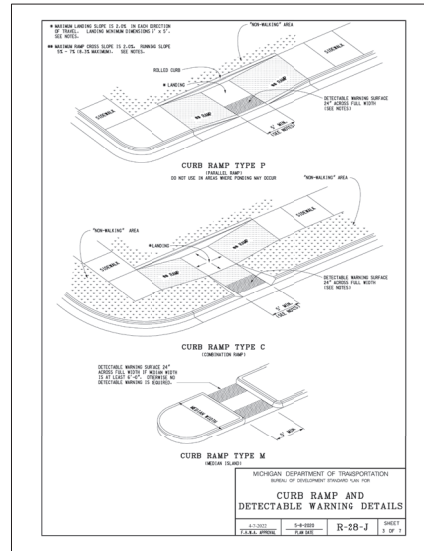 * MAXIMUM LANDING SLOPE IS 2.0% IN EACH DIRECTION
OF TRAVEL. LANDING MINIMUM DIMENSIONS 5' x 5'.
SEE NOTES.
** MAXIMUM RAMP CROSS SLOPE IS 2.0%, RUNNING SLOPE
5% - 7% (8.3% MAXIMUM). SEE NOTES.
"NON-WALKING" AREA
ROLLED CURB
* LANDING
SIDEWALK
** RAMP
** RAMP
SIDEWALK
DETECTABLE WARNING SURFACE
24" ACROSS FULL WIDTH
(SEE NOTES)
5' MIN.
(SEE NOTES)
CURB RAMP TYPE P
(PARALLEL RAMP)
DO NOT USE IN AREAS WHERE PONDING MAY OCCUR
"NON-WALKING" AREA
"NON-WALKING" AREA
SIDEWALK
*LANDING
** RAMP
SIDEWALK
** RAMP
** RAMP
DETECTABLE WARNING SURFACE
24" ACROSS FULL WIDTH
(SEE NOTES)
5' MIN.
(SEE NOTES)
CURB RAMP TYPE C
(COMBINATION RAMP)
DETECTABLE WARNING SURFACE 24"
ACROSS FULL WIDTH IF MEDIAN WIDTH
IS AT LEAST 6'-0". OTHERWISE NO
DETECTABLE WARNING IS REQUIRED.
MEDIAN WIDTH
5' MIN.
CURB RAMP TYPE M
(MEDIAN ISLAND)
MICHIGAN DEPARTMENT OF TRANSPORTATION
BUREAU OF DEVELOPMENT STANDARD PLAN FOR
CURB RAMP AND
DETECTABLE WARNING DETAILS
4-7-2022
F.H.W.A. APPROVAL
5-8-2020
PLAN DATE
R-28-J
SHEET
3 OF 7